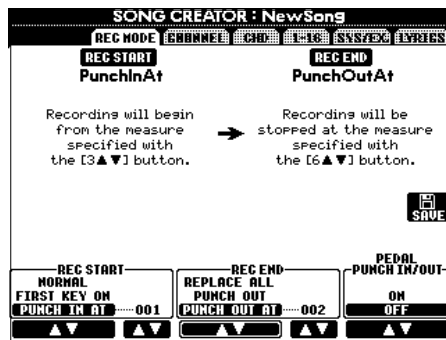 SONG CREATOR : NewSong
REC MODE CHANNEL CHD 1-16 SYS/EX. LYRICS
REC START
PunchInAt
Recording will begin
from the measure
specified with
the [3▲▼] button.
REC END
PunchOutAt
Recording will be
stopped at the measure
specified with
the [6▲▼] button.
SAVE
REC START
NORMAL
FIRST KEY ON
PUNCH IN AT 001
REC END
REPLACE ALL
PUNCH OUT
PUNCH OUT AT 002
PEDAL
PUNCH IN/OUT
ON
OFF